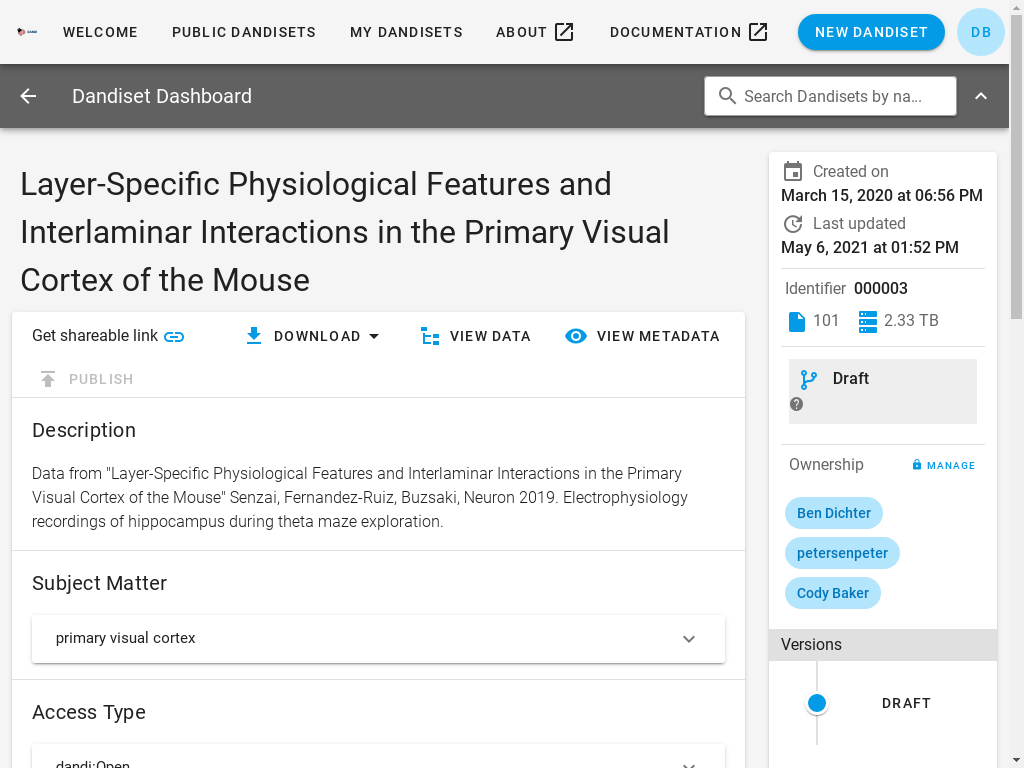 WELCOME
PUBLIC DANDISETS
MY DANDISETS
ABOUT
DOCUMENTATION
NEW DANDISET
DB
Dandiset Dashboard
Search Dandisets by na...
Layer-Specific Physiological Features and
Interlaminar Interactions in the Primary Visual
Cortex of the Mouse
Get shareable link
DOWNLOAD
VIEW DATA
VIEW METADATA
PUBLISH
Description
Data from "Layer-Specific Physiological Features and Interlaminar Interactions in the Primary
Visual Cortex of the Mouse" Senzai, Fernandez-Ruiz, Buzsaki, Neuron 2019. Electrophysiology
recordings of hippocampus during theta maze exploration.
Subject Matter
primary visual cortex
Access Type
dandi:Open
Created on
March 15, 2020 at 06:56 PM
Last updated
May 6, 2021 at 01:52 PM
Identifier 000003
101 2.33 TB
Draft
?
Ownership
MANAGE
Ben Dichter
petersenpeter
Cody Baker
Versions
DRAFT